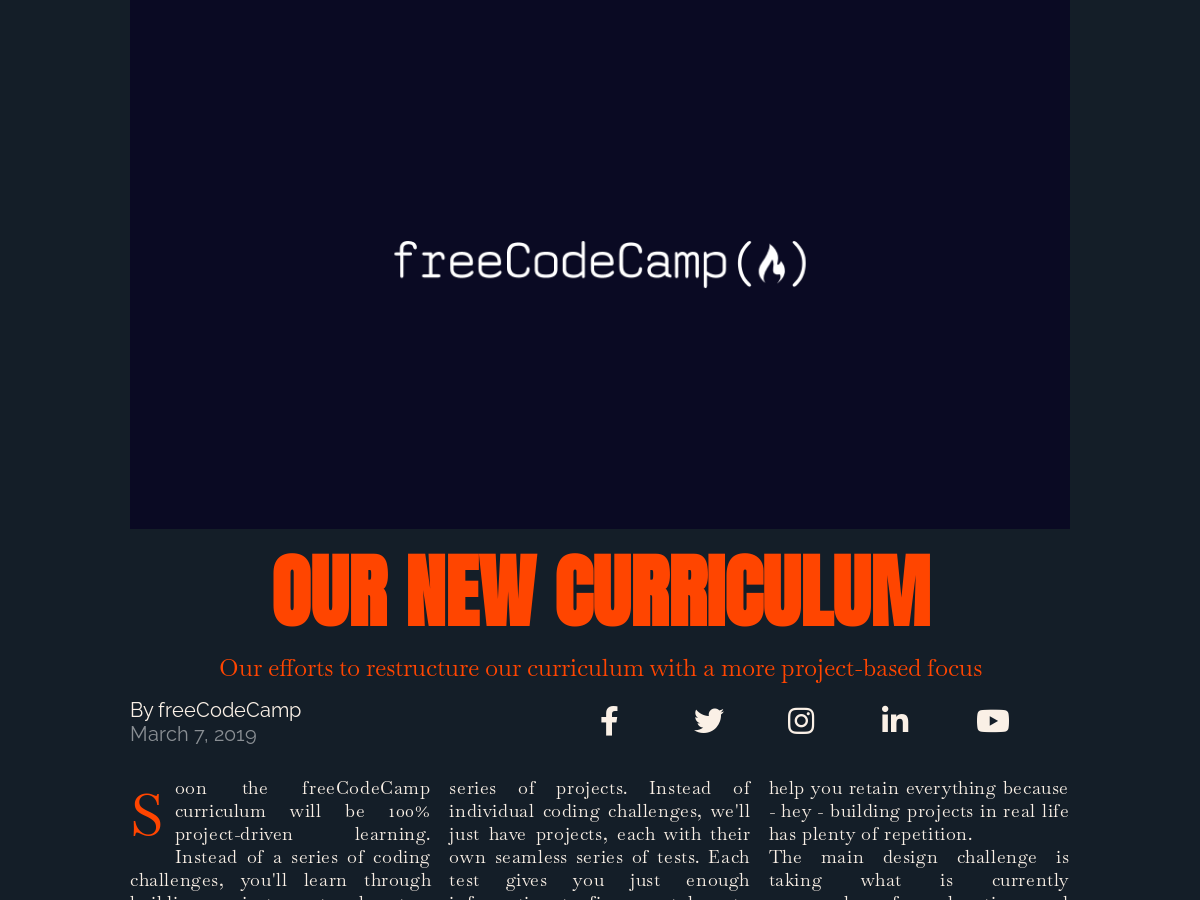 freeCodeCamp(🔥)
OUR NEW CURRICULUM
Our efforts to restructure our curriculum with a more project-based focus
By freeCodeCamp
March 7, 2019
Soon the freeCodeCamp
curriculum will be 100%
project-driven learning.
Instead of a series of coding
challenges, you'll learn through
series of projects. Instead of
individual coding challenges, we'll
just have projects, each with their
own seamless series of tests. Each
test gives you just enough
help you retain everything because
- hey - building projects in real life
has plenty of repetition.
The main design challenge is
taking what is currently